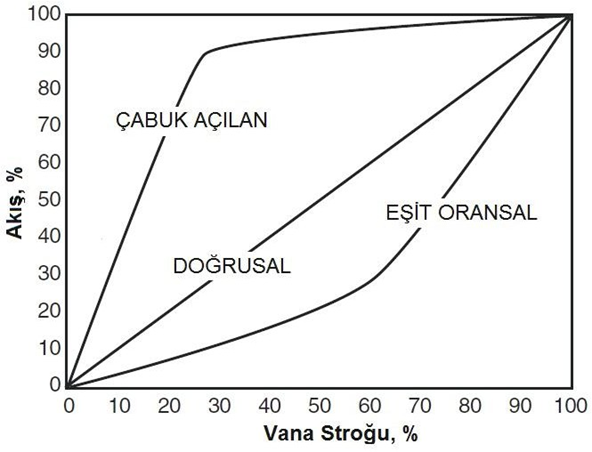 100
90
80
70
60
50
40
30
20
10
0
Akış, %
ÇABUK AÇILAN
EŞİT ORANSAL
DOĞRUSAL
0 10 20 30 40 50 60 70 80 90 100
Vana Stroğu, %